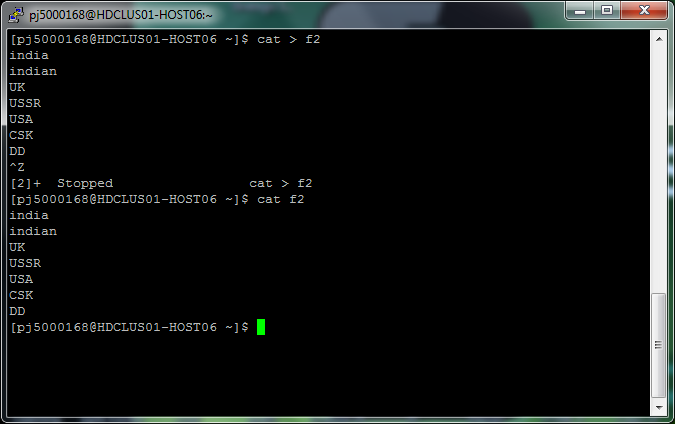 pj5000168@HDCLUS01-HOST06:~
[pj5000168@HDCLUS01-HOST06 ~]$ cat > f2
india
indian
UK
USSR
USA
CSK
DD
^Z
[2]+  Stopped                 cat > f2
[pj5000168@HDCLUS01-HOST06 ~]$ cat f2
india
indian
UK
USSR
USA
CSK
DD
[pj5000168@HDCLUS01-HOST06 ~]$